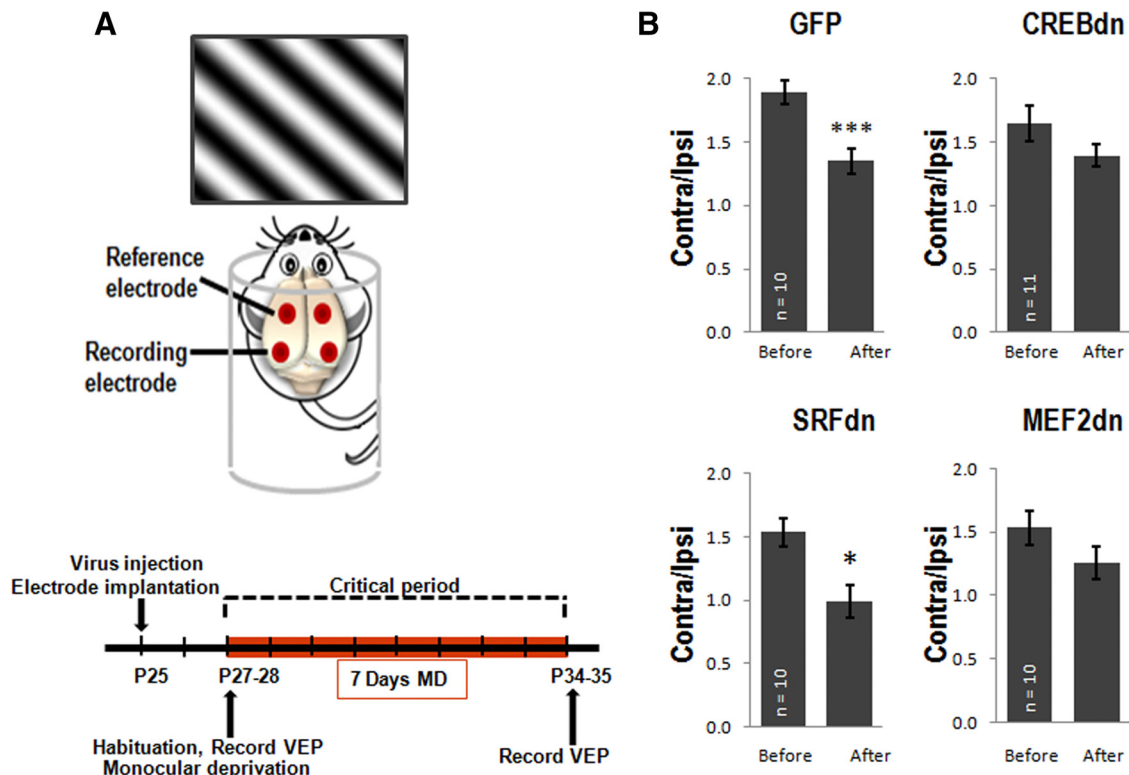 A
Reference
electrode
Recording
electrode
Virus injection
Electrode implantation
Critical period
P25
P27-28
7 Days MD
P34-35
Habituation, Record VEP
Monocular deprivation
Record VEP
B
GFP
Contra/Ipsi
2.0
1.5
1.0
0.5
0.0
***
n = 10
Before After
CREBdn
Contra/Ipsi
2.0
1.5
1.0
0.5
0.0
n = 11
Before After
SRFdn
Contra/Ipsi
2.0
1.5
1.0
0.5
0.0
*
n = 10
Before After
MEF2dn
Contra/Ipsi
2.0
1.5
1.0
0.5
0.0
n = 10
Before After